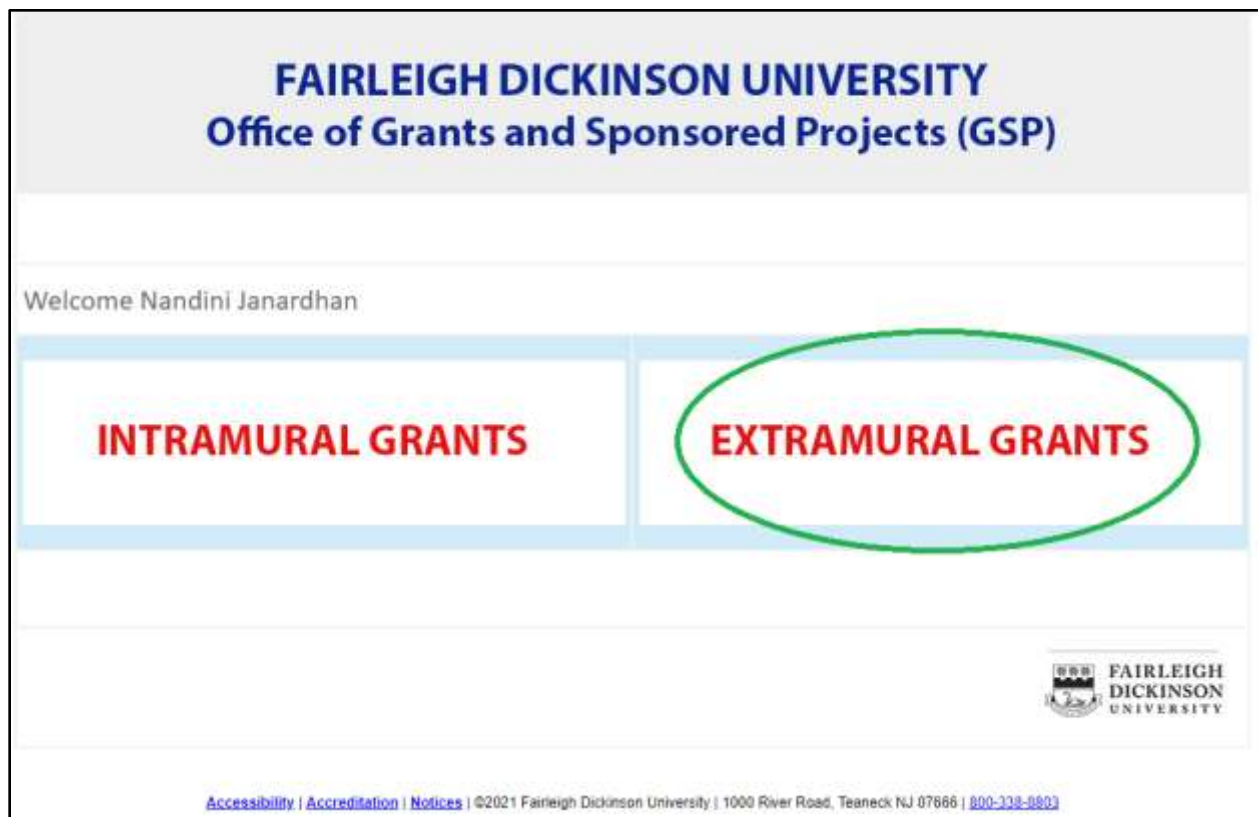 FAIRLEIGH DICKINSON UNIVERSITY
Office of Grants and Sponsored Projects (GSP)
Welcome Nandini Janardhan
INTRAMURAL GRANTS
EXTRAMURAL GRANTS
FAIRLEIGH
DICKINSON
UNIVERSITY
Accessibility | Accreditation | Notices | ©2021 Fairleigh Dickinson University | 1000 River Road, Teaneck NJ 07666 | 800-338-8803